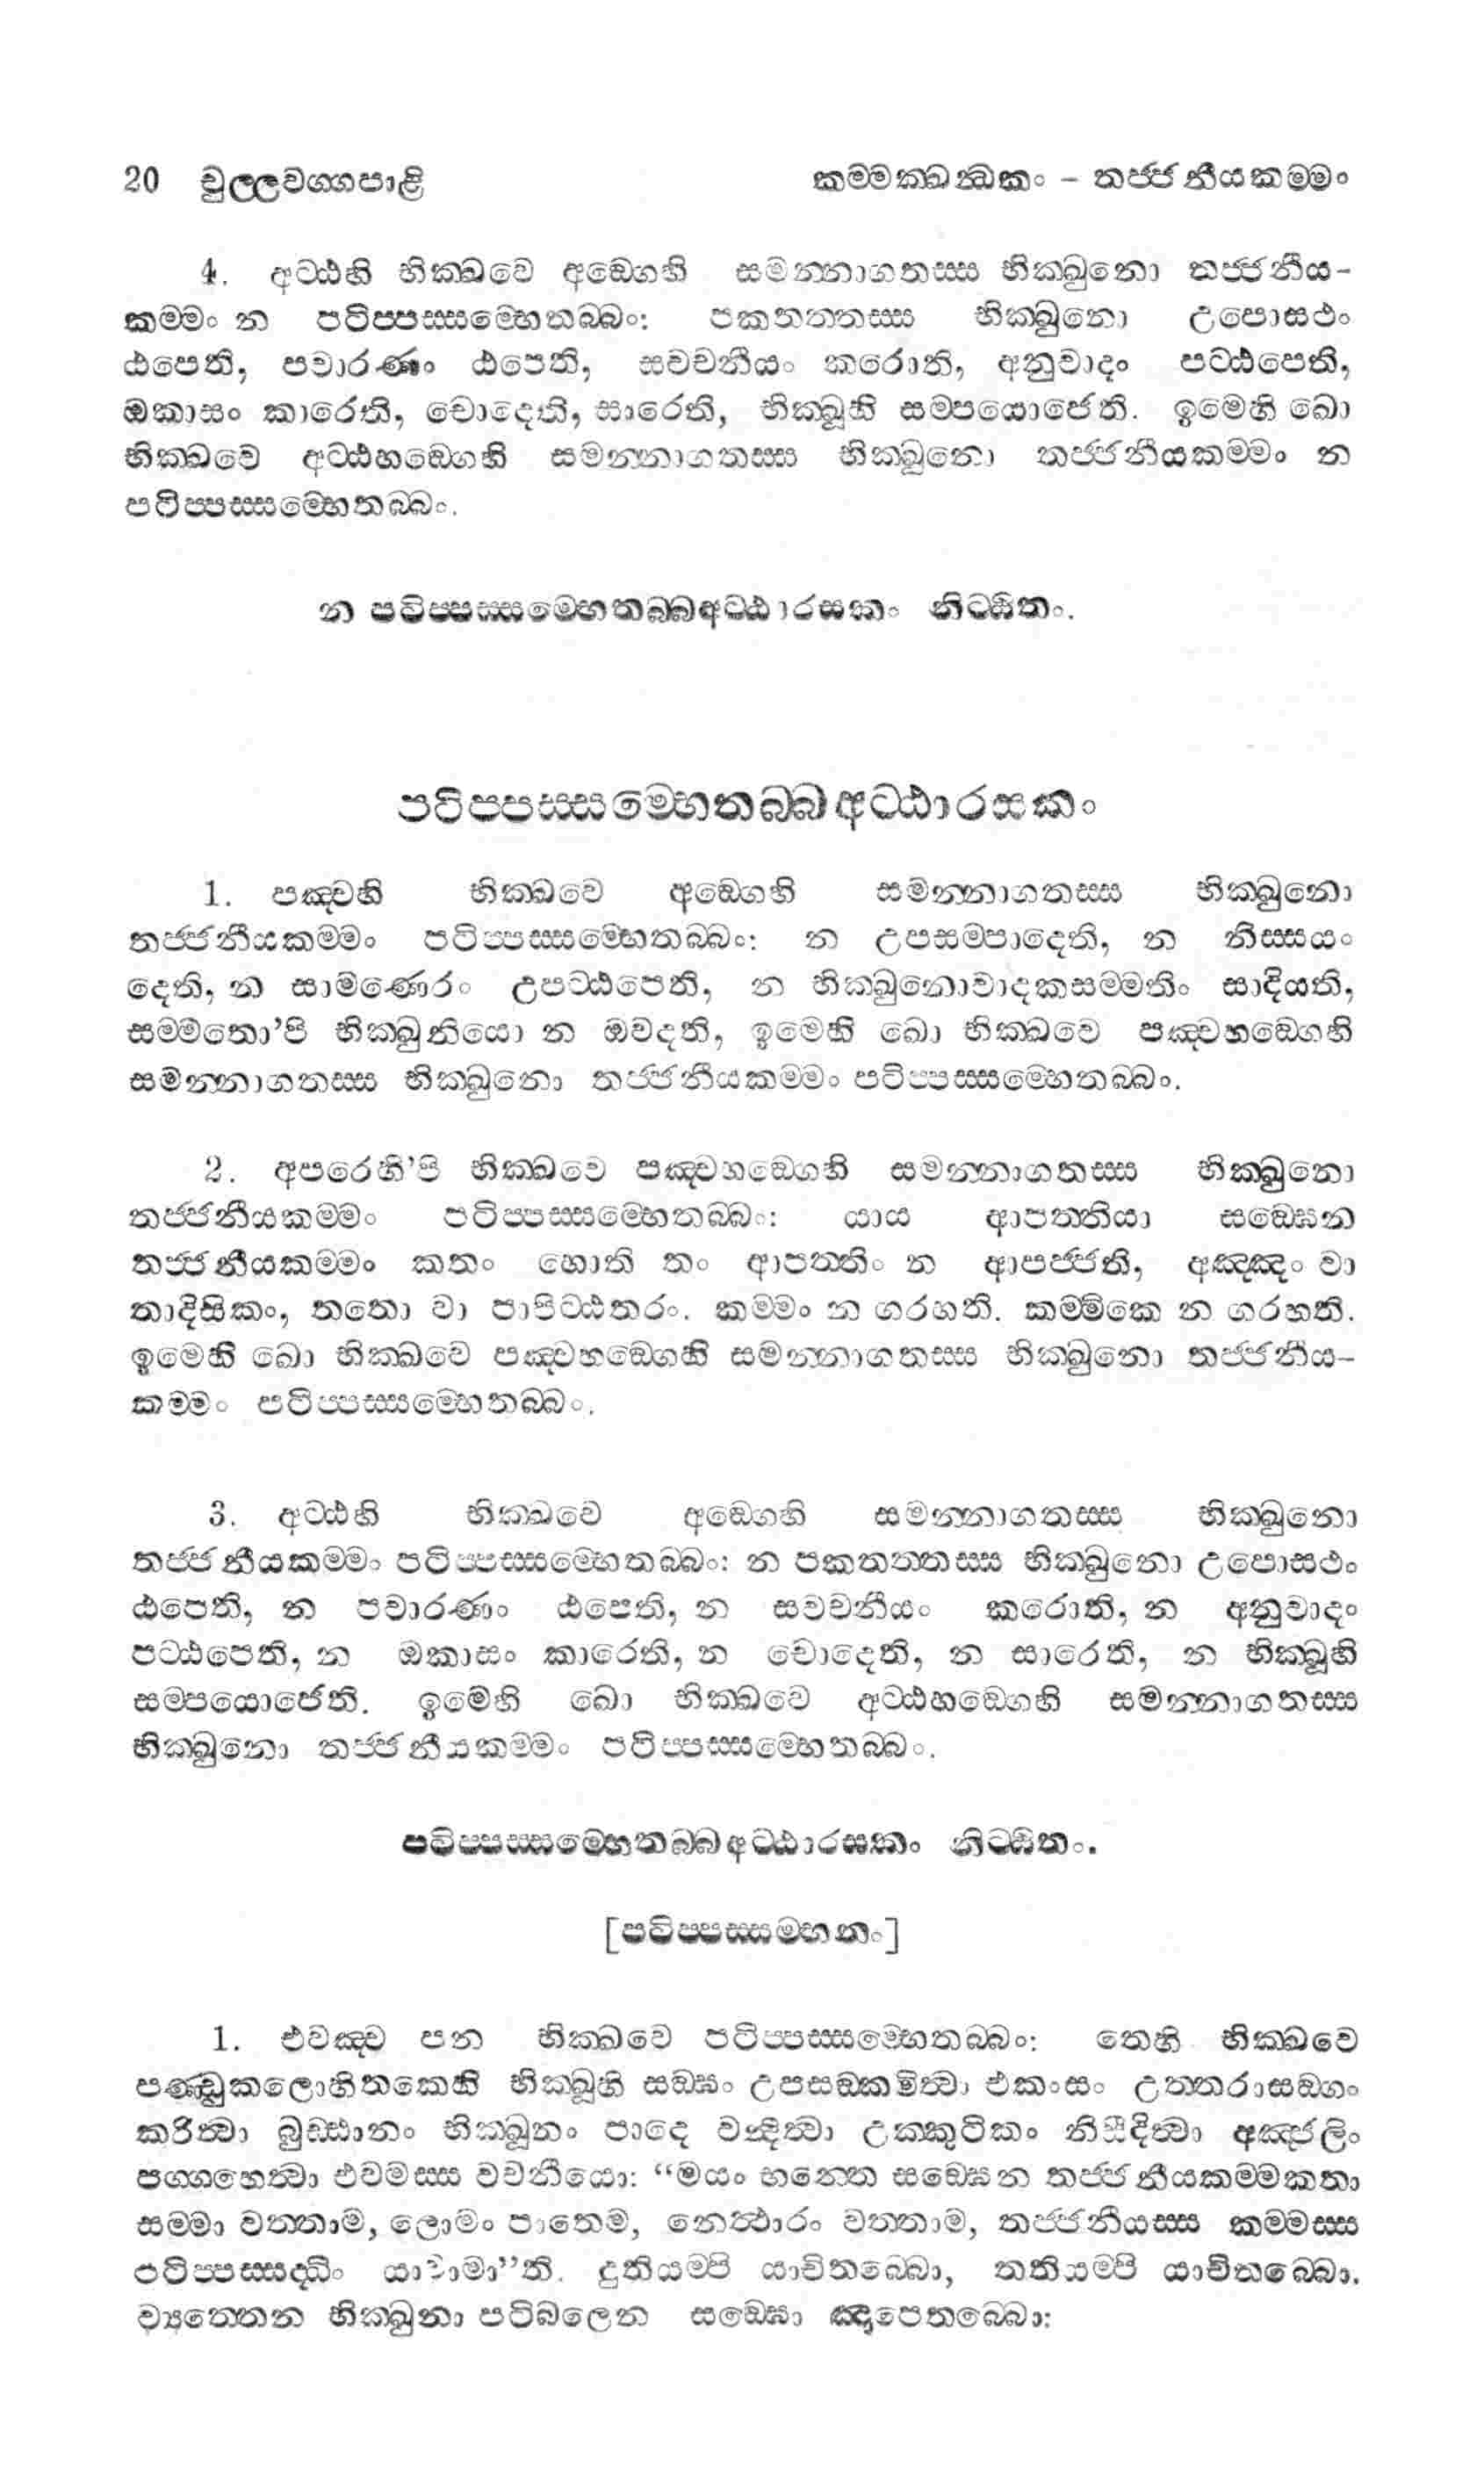 20 චුල්ලවග්ගපාළි කම්මක්ඛන්ධකං – තජ්ජනීයකම්මං
4. අට්ඨහි භික්ඛවෙ අඞ්ගෙහි සමන්නාගතස්ස භික්ඛුනො තජ්ජනීය-
කම්මං න පටිප්පස්සම්භෙතබ්බං: පකතත්තස්ස භික්ඛුනො උපොසථං
ඨපෙති, පවාරණං ඨපෙති, සවචනීයං කරොති, අනුවාදං පට්ඨපෙති,
ඔකාසං කාරෙති, චොදෙති, සාරෙති, භික්ඛූහි සම්පයොජෙති. ඉමෙහි ඛො
භික්ඛවෙ අට්ඨහඞ්ගෙහි සමන්නාගතස්ස භික්ඛුනො තජ්ජනීයකම්මං න
පටිප්පස්සම්භෙතබ්බං.
න පටිප්පස්සම්භෙතබ්බඅට්ඨාරසකං නිට්ඨිතං.
පටිප්පස්සම්භෙතබ්බඅට්ඨාරසකං
1. පඤ්චහි භික්ඛවෙ අඞ්ගෙහි සමන්නාගතස්ස භික්ඛුනො
තජ්ජනීයකම්මං පටිප්පස්සම්භෙතබ්බං: න උපසම්පාදෙති, න නිස්සයං
දෙති, න සාමණෙරං උපට්ඨපෙති, න භික්ඛුනොවාදකසම්මතිං සාදියති,
සම්මතො’පි භික්ඛුනියො න ඔවදති, ඉමෙහි ඛො භික්ඛවෙ පඤ්චහඞ්ගෙහි
සමන්නාගතස්ස භික්ඛුනො තජ්ජනීයකම්මං පටිප්පස්සම්භෙතබ්බං.
2. අපරෙහි’පි භික්ඛවෙ පඤ්චහඞ්ගෙහි සමන්නාගතස්ස භික්ඛුනො
තජ්ජනීයකම්මං පටිප්පස්සම්භෙතබ්බං: යාය ආපත්තියා සඞ්ඝෙන
තජ්ජනීයකම්මං කතං හොති තං ආපත්තිං න ආපජ්ජති, අඤ්ඤං වා
තාදිසිකං, තතො වා පාපිට්ඨතරං. කම්මං න ගරහති. කම්මිකෙ න ගරහති.
ඉමෙහි ඛො භික්ඛවෙ පඤ්චහඞ්ගෙහි සමන්නාගතස්ස භික්ඛුනො තජ්ජනීය-
කම්මං පටිප්පස්සම්භෙතබ්බං.
3. අට්ඨහි භික්ඛවෙ අඞ්ගෙහි සමන්නාගතස්ස භික්ඛුනො
තජ්ජනීයකම්මං පටිප්පස්සම්භෙතබ්බං: න පකතත්තස්ස භික්ඛුනො උපොසථං
ඨපෙති, න පවාරණං ඨපෙති, න සවචනීයං කරොති, න අනුවාදං
පට්ඨපෙති, න ඔකාසං කාරෙති, න චොදෙති, න සාරෙති, න භික්ඛූහි
සම්පයොජෙති. ඉමෙහි ඛො භික්ඛවෙ අට්ඨහඞ්ගෙහි සමන්නාගතස්ස
භික්ඛුනො තජ්ජනීයකම්මං පටිප්පස්සම්භෙතබ්බං.
පටිප්පස්සම්භෙතබ්බඅට්ඨාරසකං නිට්ඨිතං.
[පටිප්පස්සම්භනං]
1. එවඤ්ච පන භික්ඛවෙ පටිප්පස්සම්භෙතබ්බං: තෙහි භික්ඛවෙ
පණ්ඩුකලොහිතකෙහි භික්ඛූහි සඞ්ඝං උපසඞ්කමිත්වා එකංසං උත්තරාසඞ්ගං
කරිත්වා බුඩ්ඪානං භික්ඛූනං පාදෙ වන්දිත්වා උක්කුටිකං නිසීදිත්වා අඤ්ජලිං
පග්ගහෙත්වා එවමස්ස වචනීයො: “මයං භන්තෙ සඞ්ඝෙන තජ්ජනීයකම්මකතා
සම්මා වත්තාම, ලොමං පාතෙම, නෙත්ථාරං වත්තාම, තජ්ජනීයස්ස කම්මස්ස
පටිප්පස්සද්ධිං යාචාමා”ති. දුතියම්පි යාචිතබ්බො, තතියම්පි යාචිතබ්බො.
ව්‍යත්තෙන භික්ඛුනා පටිබලෙන සඞ්ඝො ඤාපෙතබ්බො: